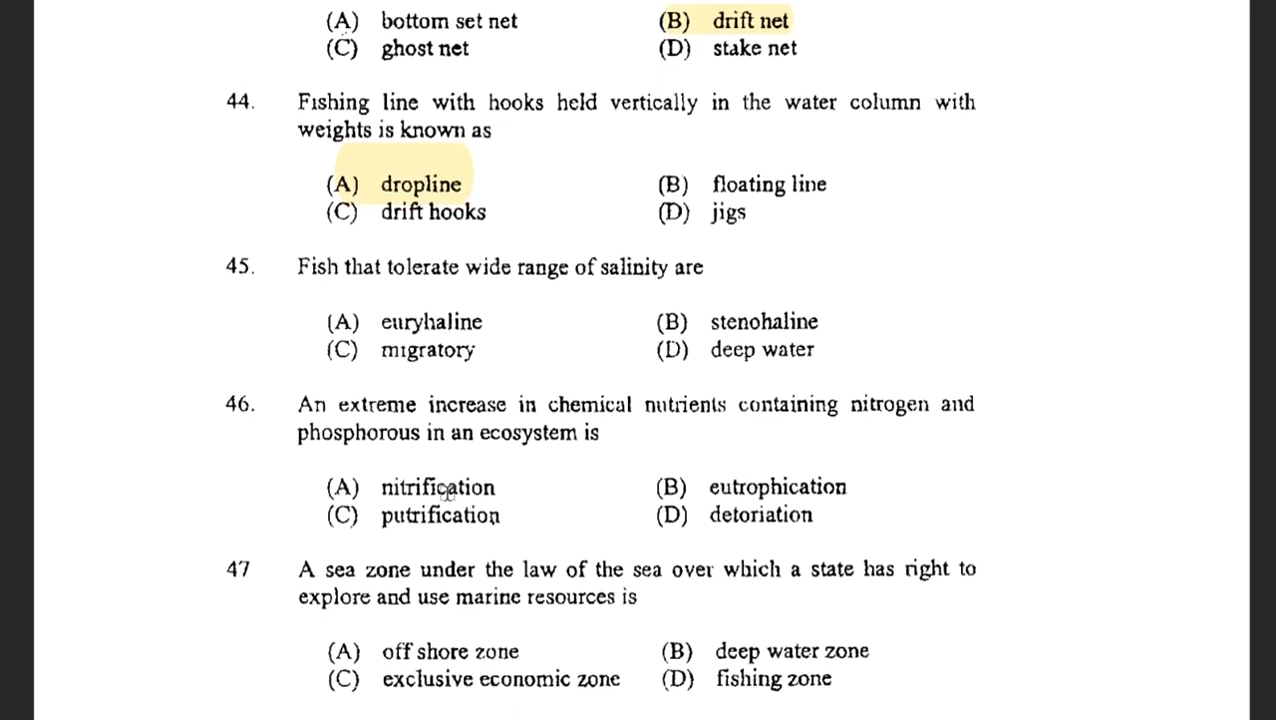 (A) bottom set net (B) drift net
(C) ghost net (D) stake net
44. Fishing line with hooks held vertically in the water column with
weights is known as
(A) dropline (B) floating line
(C) drift hooks (D) jigs
45. Fish that tolerate wide range of salinity are
(A) euryhaline (B) stenohaline
(C) migratory (D) deep water
46. An extreme increase in chemical nutrients containing nitrogen and
phosphorous in an ecosystem is
(A) nitrification (B) eutrophication
(C) putrification (D) detoriation
47 A sea zone under the law of the sea over which a state has right to
explore and use marine resources is
(A) off shore zone (B) deep water zone
(C) exclusive economic zone (D) fishing zone